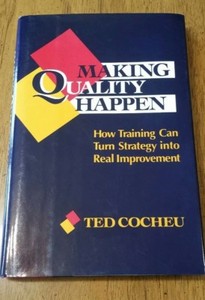 MAKING
QUALITY
HAPPEN
How Training Can
Turn Strategy into
Real Improvement
TED COCHEU